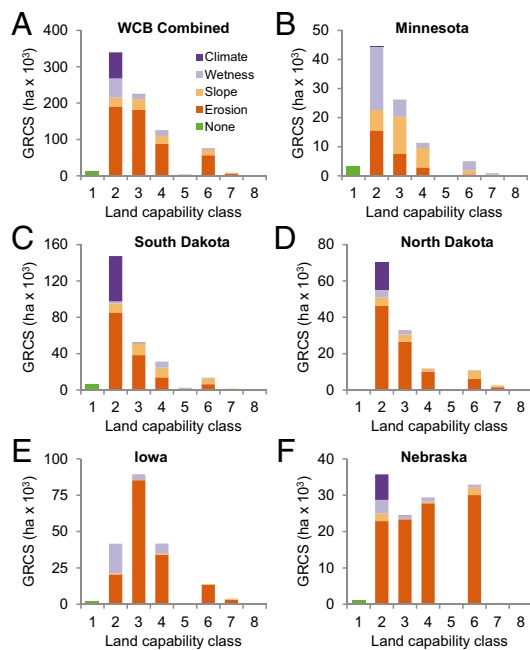 A
WCB Combined
GRCS (ha x 10³)
400
300
200
100
0
Climate
Wetness
Slope
Erosion
None
1 2 3 4 5 6 7 8
Land capability class
B
Minnesota
GRCS (ha x 10³)
50
40
30
20
10
0
1 2 3 4 5 6 7 8
Land capability class
C
South Dakota
GRCS (ha x 10³)
160
120
80
40
0
1 2 3 4 5 6 7 8
Land capability class
D
North Dakota
GRCS (ha x 10³)
80
60
40
20
0
1 2 3 4 5 6 7 8
Land capability class
E
Iowa
GRCS (ha x 10³)
100
75
50
25
0
1 2 3 4 5 6 7 8
Land capability class
F
Nebraska
GRCS (ha x 10³)
40
30
20
10
0
1 2 3 4 5 6 7 8
Land capability class